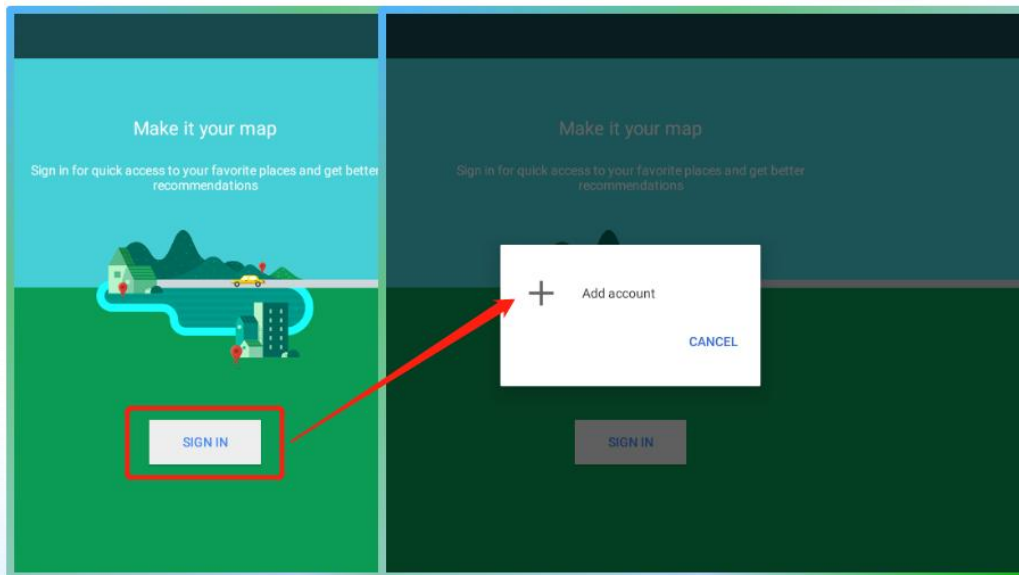 Make it your map
Sign in for quick access to your favorite places and get better
recommendations
SIGN IN
Make it your map
Sign in for quick access to your favorite places and get better
recommendations
Add account
CANCEL
SIGN IN